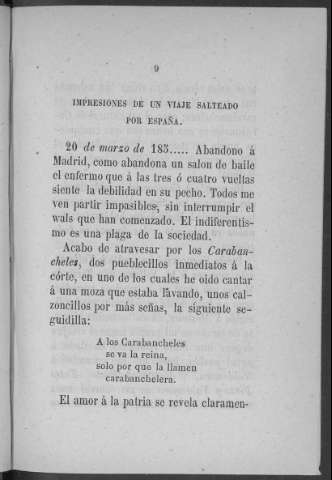 9
IMPRESIONES DE UN VIAJE SALTEADO
POR ESPAÑA.
20 de marzo de 183..... Abandono á
Madrid, como abandona un salon de baile
el enfermo que á las tres ó cuatro vueltas
siente la debilidad en su pecho. Todos me
ven partir impasibles, sin interrumpir el
wals que han comenzado. El indiferentis-
mo es una plaga de la sociedad.
Acabo de atravesar por los Caraban-
cheles, dos pueblecillos inmediatos á la
córte, en uno de los cuales he oido cantar
á una moza que estaba lavando, unos cal-
zoncillos por más señas, la siguiente se-
guidilla:
A los Carabancheles
se va la reina,
solo por que la llamen
carabanchelera.
El amor á la patria se revela claramen-